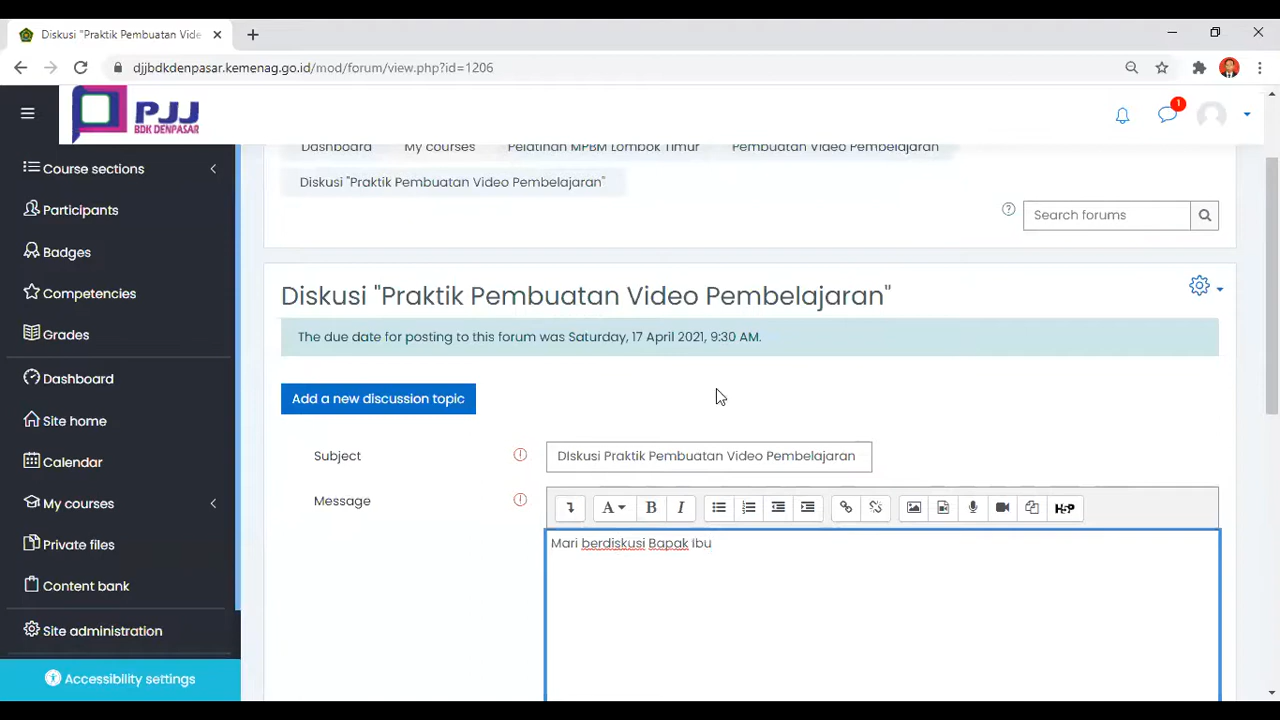 Diskusi "Praktik Pembuatan Vide
djjbdkdenpasar.kemenag.go.id/mod/forum/view.php?id=1206
PJJ
BDK DENPASAR
1
Dashboard My courses Pelatihan MPBM Lombok Timur Pembuatan Video Pembelajaran
Diskusi "Praktik Pembuatan Video Pembelajaran"
Search forums
Course sections
Participants
Badges
Competencies
Grades
Dashboard
Site home
Calendar
My courses
Private files
Content bank
Site administration
Accessibility settings
Diskusi "Praktik Pembuatan Video Pembelajaran"
The due date for posting to this forum was Saturday, 17 April 2021, 9:30 AM.
Add a new discussion topic
Subject
DIskusi Praktik Pembuatan Video Pembelajaran
Message
A B I H5P
Mari berdiskusi Bapak Ibu